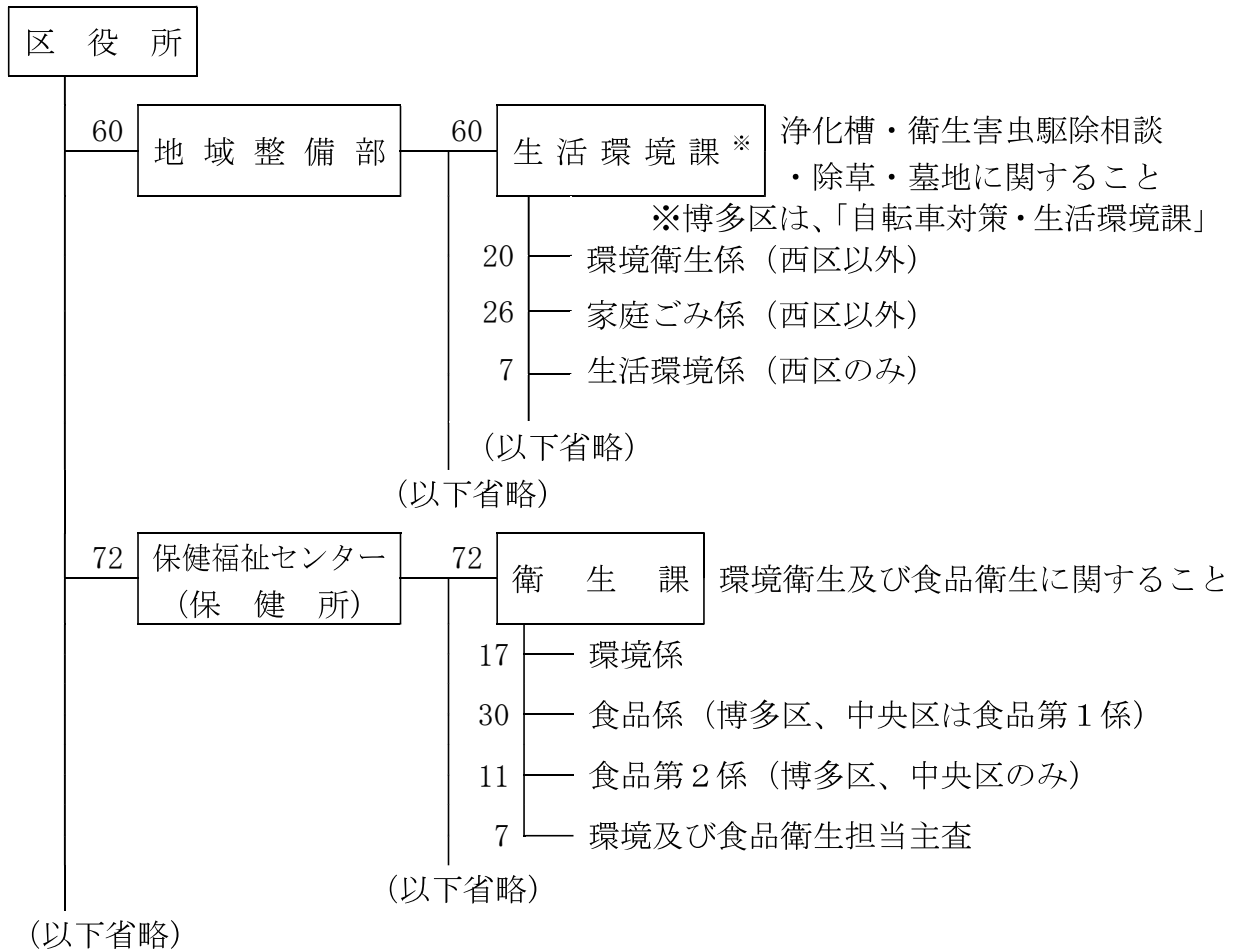 区役所
60 地域整備部 60 生活環境課※ 浄化槽・衛生害虫駆除相談
・除草・墓地に関すること
※博多区は、「自転車対策・生活環境課」
20 環境衛生係（西区以外）
26 家庭ごみ係（西区以外）
7 生活環境係（西区のみ）
（以下省略）
（以下省略）
72 保健福祉センター 72 衛生課 環境衛生及び食品衛生に関すること
（保健所）
17 環境係
30 食品係（博多区、中央区は食品第１係）
11 食品第２係（博多区、中央区のみ）
7 環境及び食品衛生担当主査
（以下省略）
（以下省略）